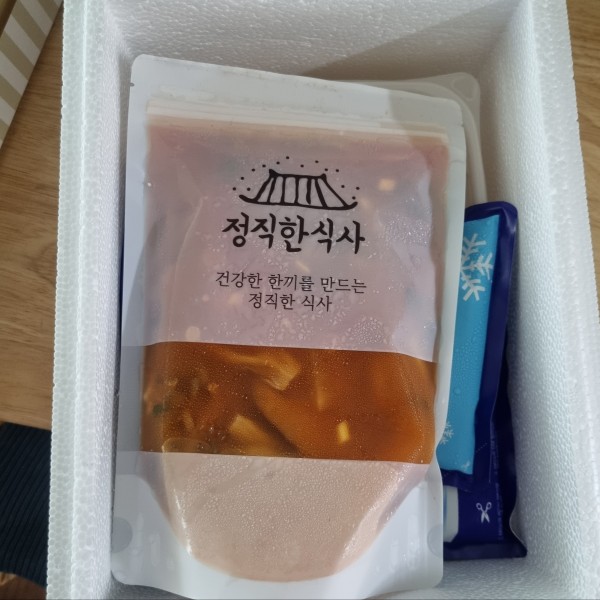 정직한식사
건강한 한끼를 만드는
정직한 식사